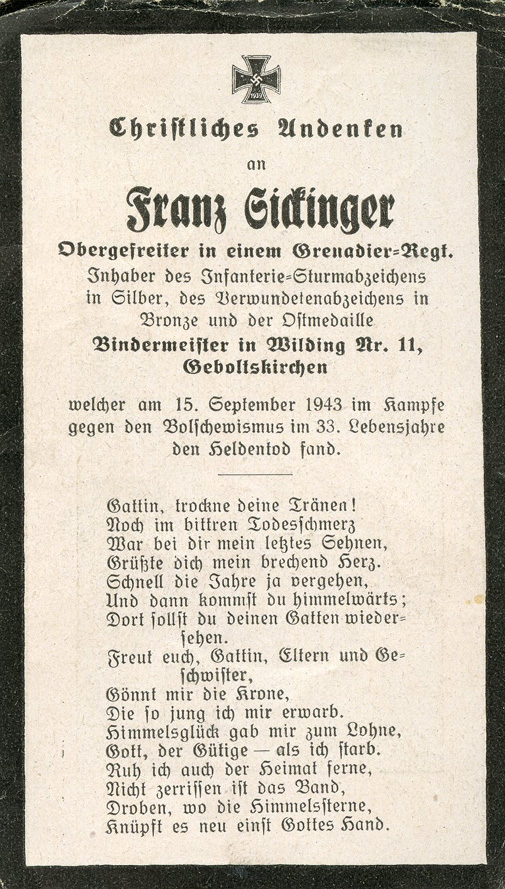 Christliches Andenken
an
Franz Sickinger
Obergefreiter in einem Grenadier=Regt.
Inhaber des Infanterie=Sturmabzeichens
in Silber, des Verwundetenabzeichens in
Bronze und der Ostmedaille
Bindermeister in Wilding Nr. 11,
Geboltskirchen
welcher am 15. September 1943 im Kampfe
gegen den Bolschewismus im 33. Lebensjahre
den Heldentod fand.
Gattin, trockne deine Tränen!
Noch im bittren Todesschmerz
War bei dir mein letztes Sehnen,
Grüßte dich mein brechend Herz.
Schnell die Jahre ja vergehen,
Und dann kommst du himmelwärts;
Dort sollst du deinen Gatten wieder=
sehen.
Freut euch, Gattin, Eltern und Ge=
schwister,
Gönnt mir die Krone,
Die so jung ich mir erwarb.
Himmelsglück gab mir zum Lohne,
Gott, der Gütige — als ich starb.
Ruh ich auch der Heimat ferne,
Nicht zerrissen ist das Band,
Droben, wo die Himmelssterne,
Knüpft es neu einst Gottes Hand.